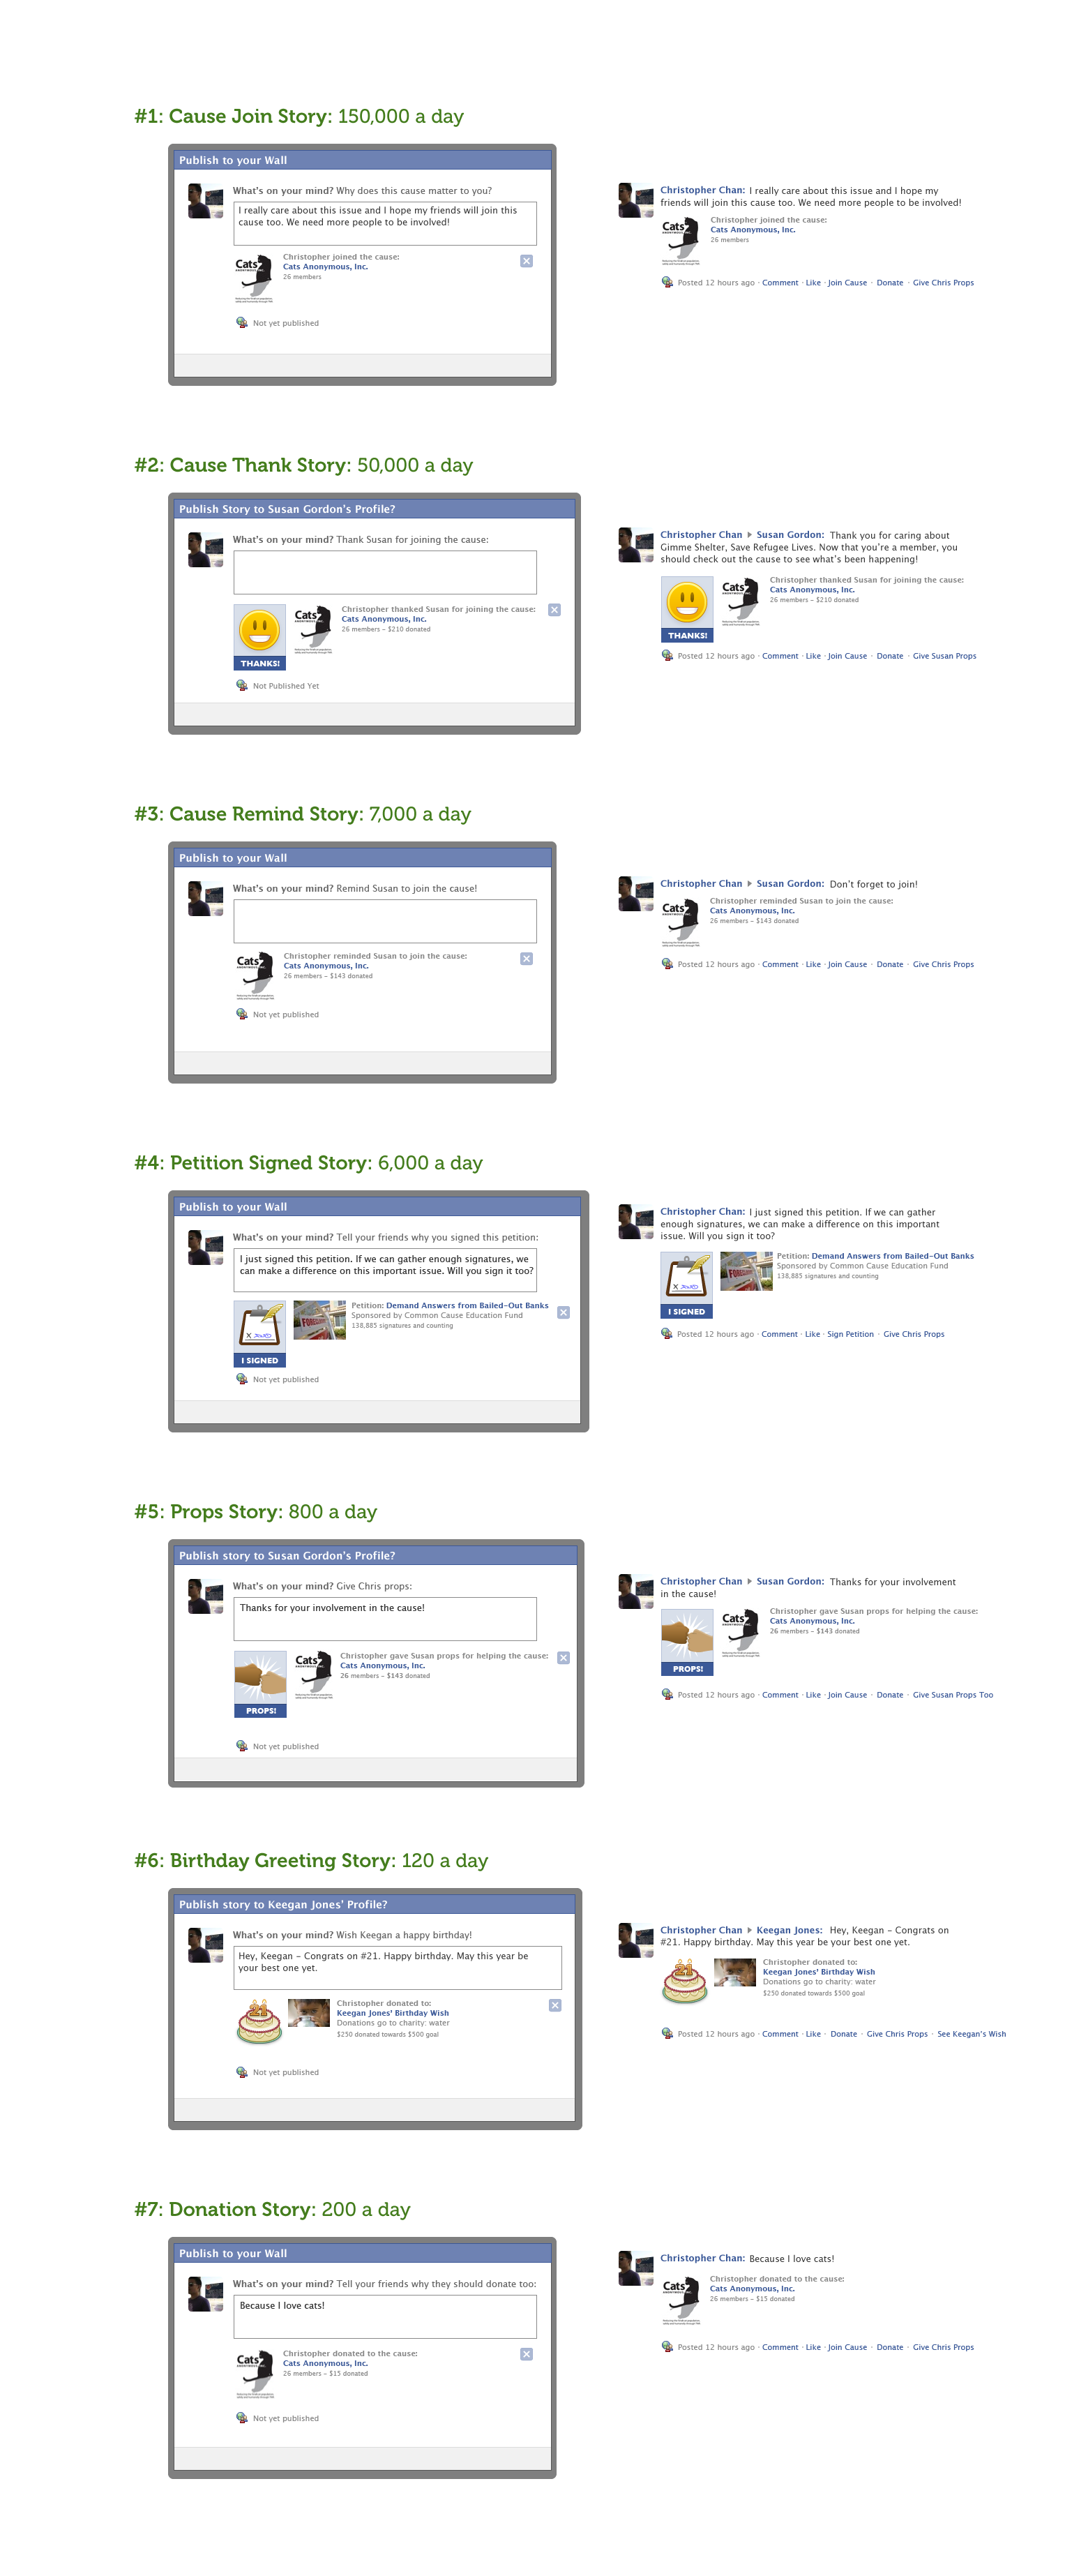 #1: Cause Join Story: 150,000 a day
Publish to your Wall
What's on your mind? Why does this cause matter to you?
I really care about this issue and I hope my friends will join this
cause too. We need more people to be involved!
Christopher joined the cause:
Cats Anonymous, Inc.
26 members
Cats
ANONYMOUS, INC.
Not yet published
Christopher Chan: I really care about this issue and I hope my
friends will join this cause too. We need more people to be involved!
Christopher joined the cause:
Cats Anonymous, Inc.
26 members
Cats
ANONYMOUS, INC.
Posted 12 hours ago · Comment · Like · Join Cause · Donate · Give Chris Props
#2: Cause Thank Story: 50,000 a day
Publish Story to Susan Gordon's Profile?
What's on your mind? Thank Susan for joining the cause:
Christopher thanked Susan for joining the cause:
Cats Anonymous, Inc.
26 members – $210 donated
Cats
ANONYMOUS, INC.
THANKS!
Not Published Yet
Christopher Chan Susan Gordon: Thank you for caring about
Gimme Shelter, Save Refugee Lives. Now that you're a member, you
should check out the cause to see what's been happening!
Christopher thanked Susan for joining the cause:
Cats Anonymous, Inc.
26 members – $210 donated
Cats
ANONYMOUS, INC.
THANKS!
Posted 12 hours ago · Comment · Like · Join Cause · Donate · Give Susan Props
#3: Cause Remind Story: 7,000 a day
Publish to your Wall
What's on your mind? Remind Susan to join the cause!
Christopher reminded Susan to join the cause:
Cats Anonymous, Inc.
26 members – $143 donated
Cats
ANONYMOUS, INC.
Not yet published
Christopher Chan Susan Gordon: Don't forget to join!
Christopher reminded Susan to join the cause:
Cats Anonymous, Inc.
26 members – $143 donated
Cats
ANONYMOUS, INC.
Posted 12 hours ago · Comment · Like · Join Cause · Donate · Give Chris Props
#4: Petition Signed Story: 6,000 a day
Publish to your Wall
What's on your mind? Tell your friends why you signed this petition:
I just signed this petition. If we can gather enough signatures, we
can make a difference on this important issue. Will you sign it too?
Petition: Demand Answers from Bailed-Out Banks
Sponsored by Common Cause Education Fund
138,885 signatures and counting
FORECLOSURE
I SIGNED
Not yet published
Christopher Chan: I just signed this petition. If we can gather
enough signatures, we can make a difference on this important
issue. Will you sign it too?
Petition: Demand Answers from Bailed-Out Banks
Sponsored by Common Cause Education Fund
138,885 signatures and counting
FORECLOSURE
I SIGNED
Posted 12 hours ago · Comment · Like · Sign Petition · Give Chris Props
#5: Props Story: 800 a day
Publish story to Susan Gordon's Profile?
What's on your mind? Give Chris props:
Thanks for your involvement in the cause!
Christopher gave Susan props for helping the cause:
Cats Anonymous, Inc.
26 members – $143 donated
Cats
ANONYMOUS, INC.
PROPS!
Not yet published
Christopher Chan Susan Gordon: Thanks for your involvement
in the cause!
Christopher gave Susan props for helping the cause:
Cats Anonymous, Inc.
26 members – $143 donated
Cats
ANONYMOUS, INC.
PROPS!
Posted 12 hours ago · Comment · Like · Join Cause · Donate · Give Susan Props Too
#6: Birthday Greeting Story: 120 a day
Publish story to Keegan Jones' Profile?
What's on your mind? Wish Keegan a happy birthday!
Hey, Keegan – Congrats on #21. Happy birthday. May this year be
your best one yet.
21
Christopher donated to:
Keegan Jones' Birthday Wish
Donations go to charity: water
$250 donated towards $500 goal
Not yet published
Christopher Chan Keegan Jones: Hey, Keegan – Congrats on
#21. Happy birthday. May this year be your best one yet.
21
Christopher donated to:
Keegan Jones' Birthday Wish
Donations go to charity: water
$250 donated towards $500 goal
Posted 12 hours ago · Comment · Like · Donate · Give Chris Props · See Keegan's Wish
#7: Donation Story: 200 a day
Publish to your Wall
What's on your mind? Tell your friends why they should donate too:
Because I love cats!
Christopher donated to the cause:
Cats Anonymous, Inc.
26 members – $15 donated
Cats
ANONYMOUS, INC.
Not yet published
Christopher Chan: Because I love cats!
Christopher donated to the cause:
Cats Anonymous, Inc.
26 members – $15 donated
Cats
ANONYMOUS, INC.
Posted 12 hours ago · Comment · Like · Join Cause · Donate · Give Chris Props